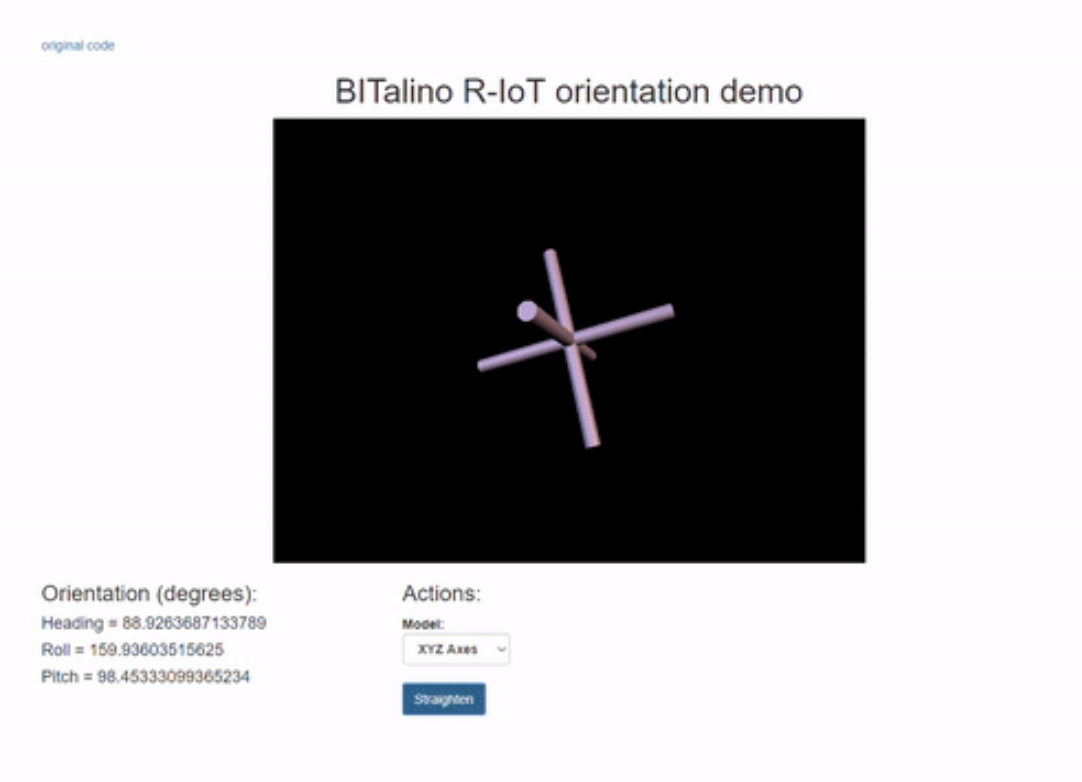 original code
BITalino R-IoT orientation demo
Orientation (degrees):
Heading = 88.9263687133789
Roll = 159.93603515625
Pitch = 98.45333099365234
Actions:
Model:
XYZ Axes
Straighten